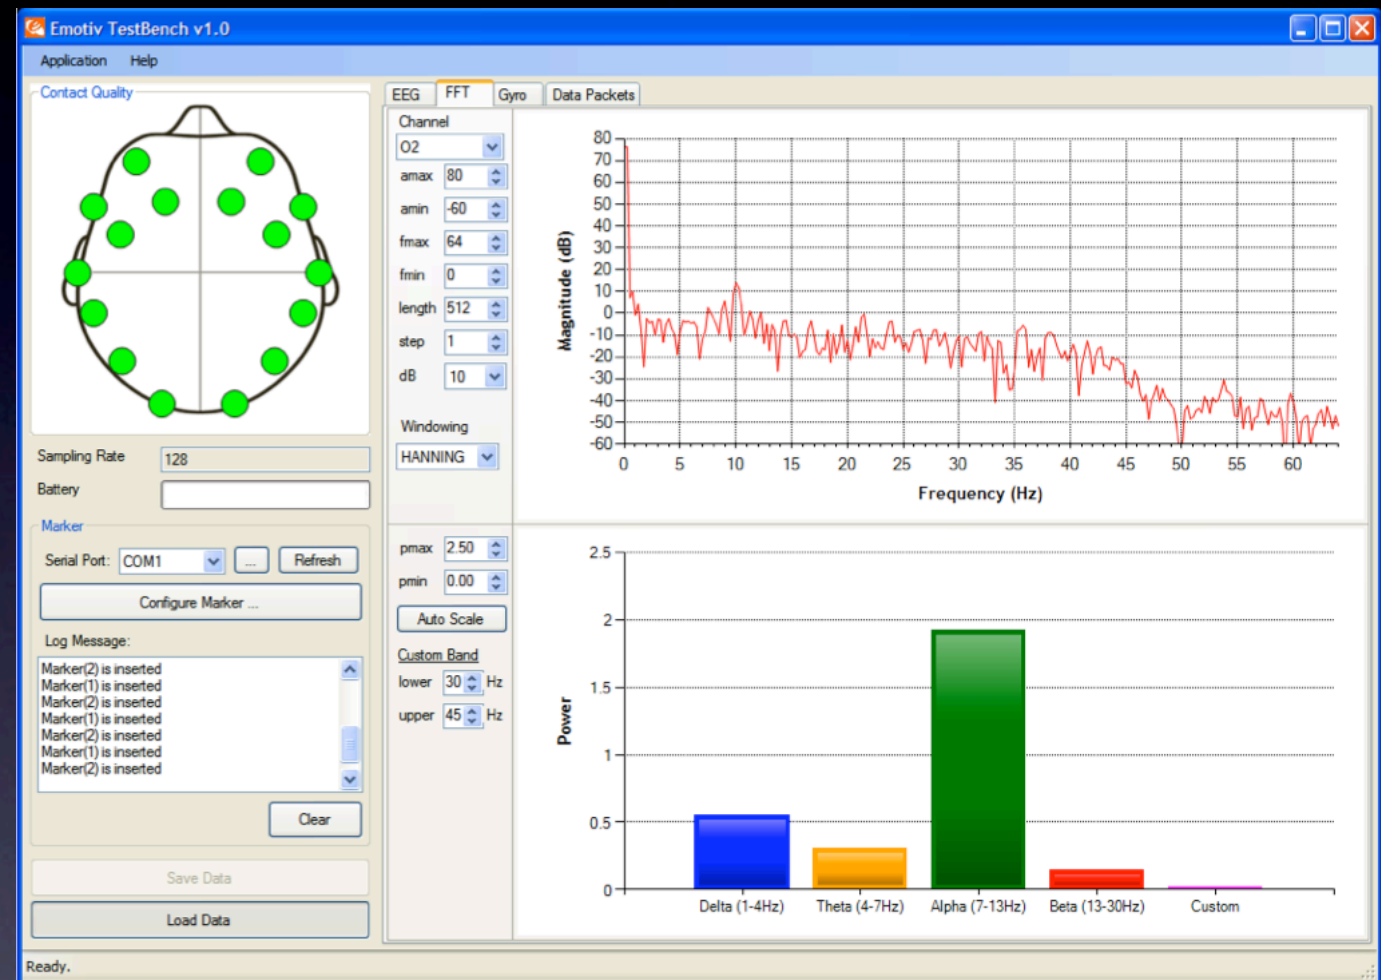 Emotiv TestBench v1.0
Application Help
Contact Quality
Sampling Rate 128
Battery
Marker
Serial Port: COM1 ... Refresh
Configure Marker ...
Log Message:
Marker(2) is inserted
Marker(1) is inserted
Marker(2) is inserted
Marker(1) is inserted
Marker(2) is inserted
Marker(1) is inserted
Marker(2) is inserted
Clear
Save Data
Load Data
Ready.
EEG FFT Gyro Data Packets
Channel
O2
amax 80
amin -60
fmax 64
fmin 0
length 512
step 1
dB 10
Windowing
HANNING
Magnitude (dB)
80
70
60
50
40
30
20
10
0
-10
-20
-30
-40
-50
-60
0 5 10 15 20 25 30 35 40 45 50 55 60
Frequency (Hz)
pmax 2.50
pmin 0.00
Auto Scale
Custom Band
lower 30 Hz
upper 45 Hz
Power
2.5
2
1.5
1
0.5
0
Delta (1-4Hz) Theta (4-7Hz) Alpha (7-13Hz) Beta (13-30Hz) Custom